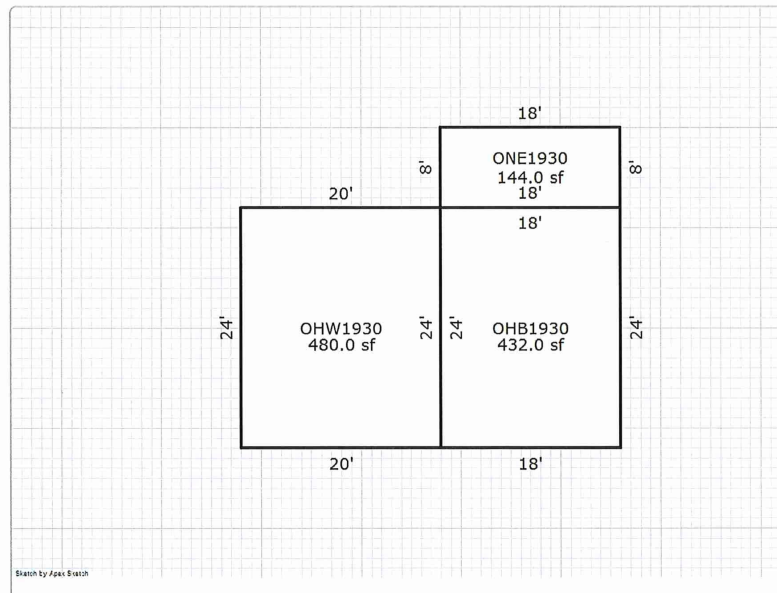 18'
8'
ONE1930
144.0 sf
18'
8'
20'
18'
24'
OHW1930
480.0 sf
24'
24'
OHB1930
432.0 sf
24'
20'
18'
Sketch by Apex Sketch